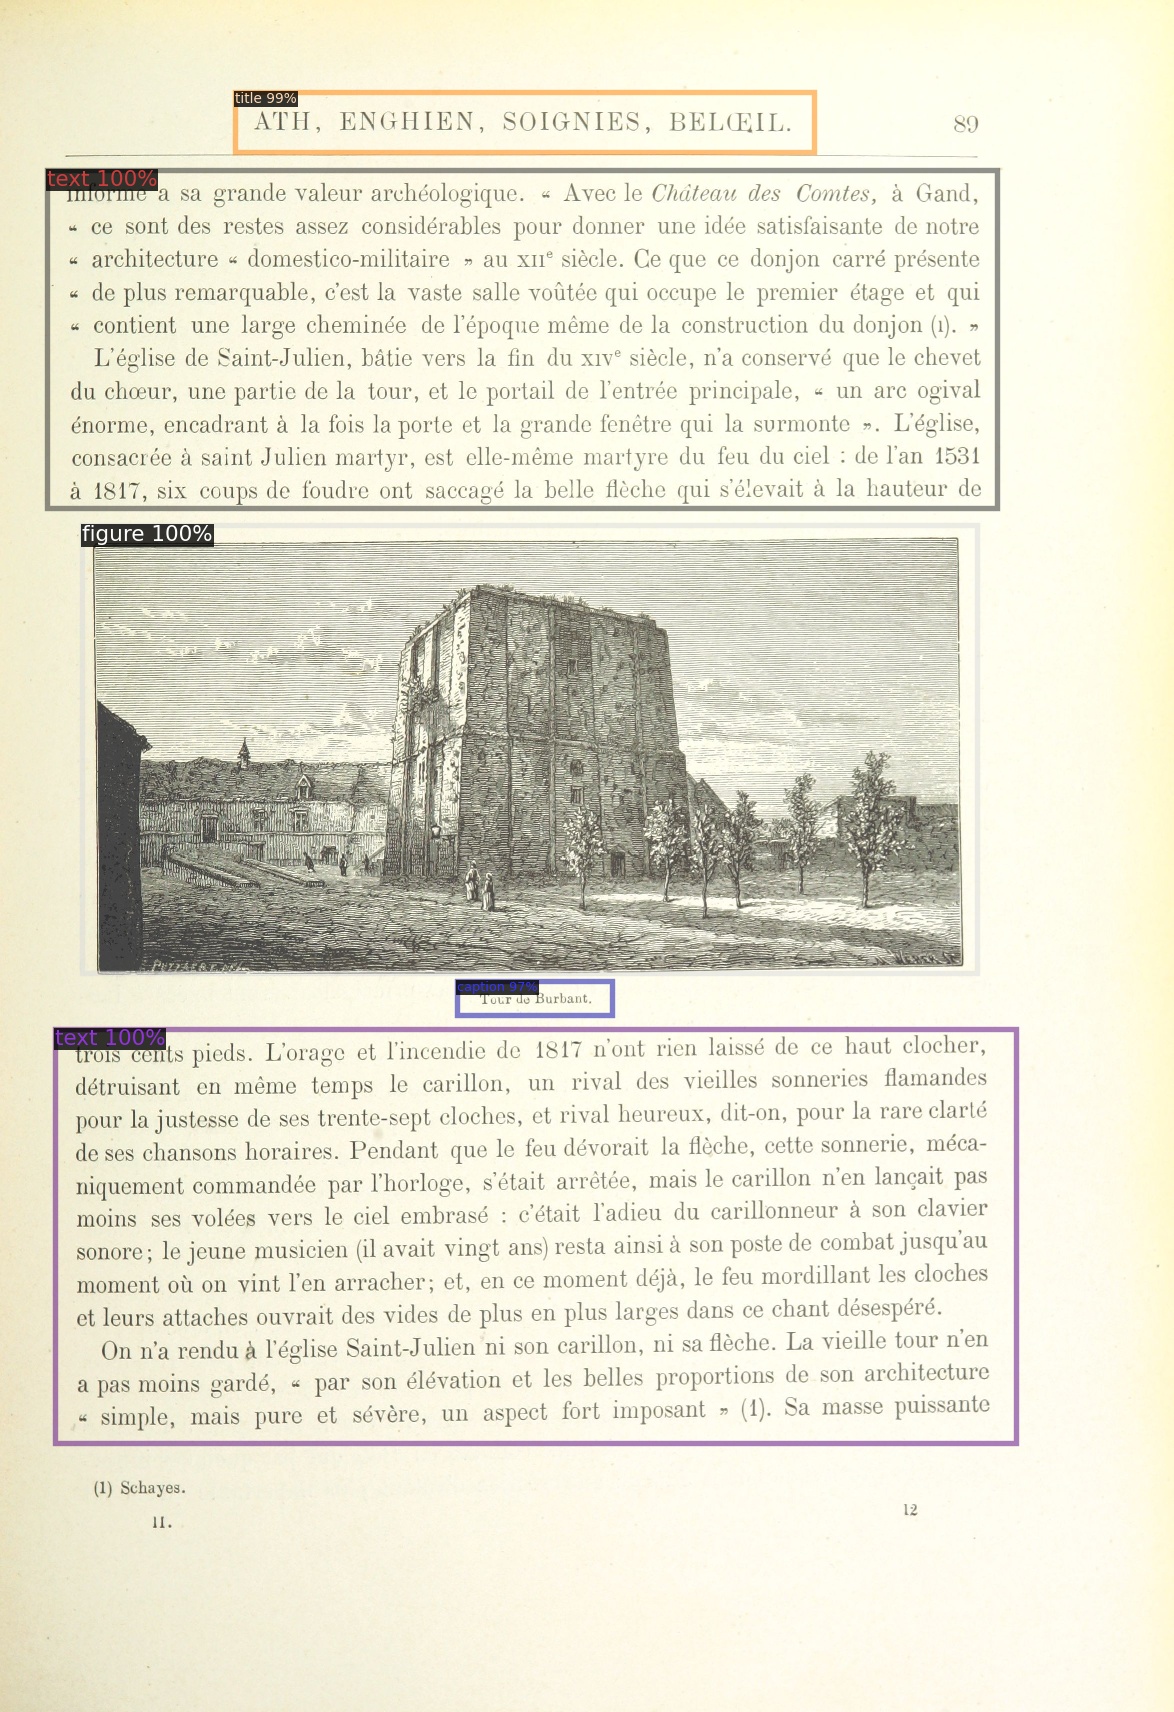 title 99%
ATH, ENGHIEN, SOIGNIES, BELŒIL. 89
text 100%
informe a sa grande valeur archéologique. “ Avec le Château des Comtes, à Gand,
“ ce sont des restes assez considérables pour donner une idée satisfaisante de notre
“ architecture “ domestico-militaire ” au XIIe siècle. Ce que ce donjon carré présente
“ de plus remarquable, c’est la vaste salle voûtée qui occupe le premier étage et qui
“ contient une large cheminée de l’époque même de la construction du donjon (1). ”
L’église de Saint-Julien, bâtie vers la fin du XIVe siècle, n’a conservé que le chevet
du chœur, une partie de la tour, et le portail de l’entrée principale, “ un arc ogival
énorme, encadrant à la fois la porte et la grande fenêtre qui la surmonte ”. L’église,
consacrée à saint Julien martyr, est elle-même martyre du feu du ciel : de l’an 1531
à 1817, six coups de foudre ont saccagé la belle flèche qui s’élevait à la hauteur de
figure 100%
caption 97%
Tour de Burbant.
text 100%
trois cents pieds. L’orage et l’incendie de 1817 n’ont rien laissé de ce haut clocher,
détruisant en même temps le carillon, un rival des vieilles sonneries flamandes
pour la justesse de ses trente-sept cloches, et rival heureux, dit-on, pour la rare clarté
de ses chansons horaires. Pendant que le feu dévorait la flèche, cette sonnerie, méca-
niquement commandée par l’horloge, s’était arrêtée, mais le carillon n’en lançait pas
moins ses volées vers le ciel embrasé : c’était l’adieu du carillonneur à son clavier
sonore; le jeune musicien (il avait vingt ans) resta ainsi à son poste de combat jusqu’au
moment où on vint l’en arracher; et, en ce moment déjà, le feu mordillant les cloches
et leurs attaches ouvrait des vides de plus en plus larges dans ce chant désespéré.
On n’a rendu à l’église Saint-Julien ni son carillon, ni sa flèche. La vieille tour n’en
a pas moins gardé, “ par son élévation et les belles proportions de son architecture
“ simple, mais pure et sévère, un aspect fort imposant ” (1). Sa masse puissante
(1) Schayes.
II. 12